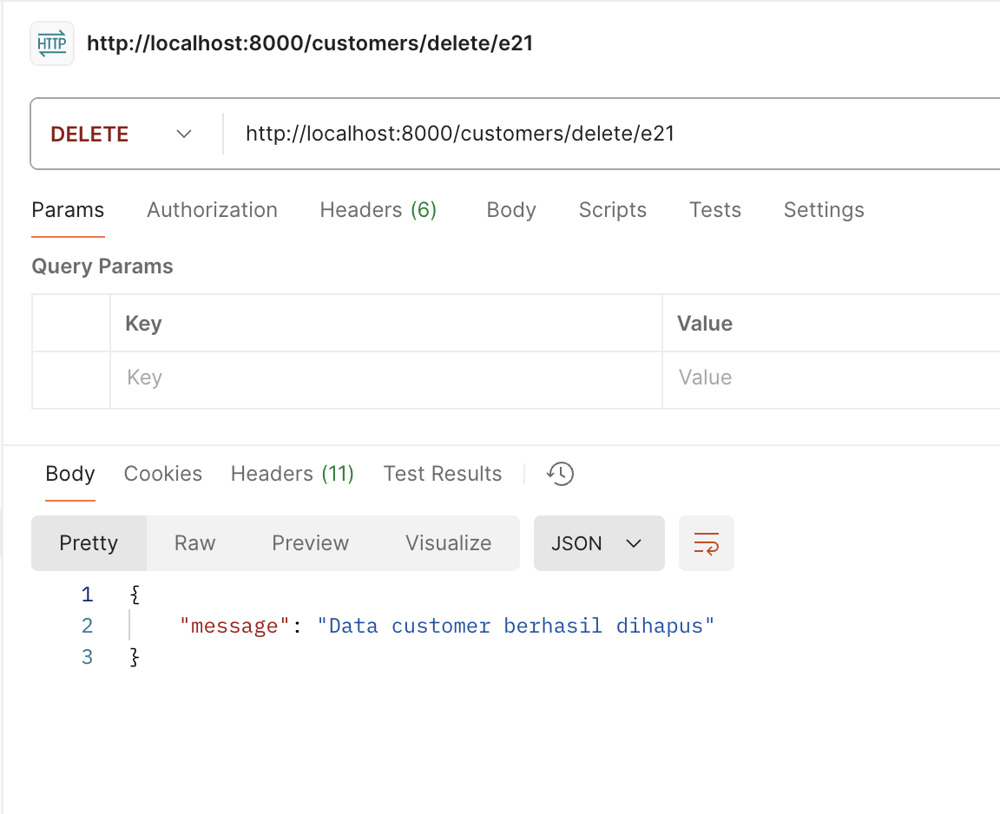 HTTP http://localhost:8000/customers/delete/e21
DELETE http://localhost:8000/customers/delete/e21
Params Authorization Headers (6) Body Scripts Tests Settings
Query Params
Key Value
Key Value
Body Cookies Headers (11) Test Results
Pretty Raw Preview Visualize JSON
1 {
2 "message": "Data customer berhasil dihapus"
3 }